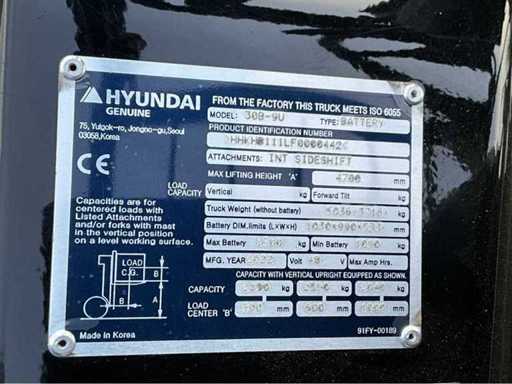 HYUNDAI
GENUINE
75, Yulgok-ro, Jongno-gu, Seoul
03058, Korea
CE
Capacities are for
centered loads with
Listed Attachments
and/or forks with mast
in the vertical position
on a level working surface.
LOAD
C.G.
B
B
A
Made in Korea
FROM THE FACTORY THIS TRUCK MEETS ISO 6055
MODEL: 30B-9U TYPE: BATTERY
PRODUCT IDENTIFICATION NUMBER
ATTACHMENTS: INT SIDESHIFT
MAX LIFTING HEIGHT "A" 4700 mm
LOAD CAPACITY Vertical kg Forward Tilt kg
Truck Weight (without battery) kg
Battery DIM.limits (L×W×H) mm
Max Battery kg Min Battery kg
MFG. YEAR Volt Max Amp Hrs.
CAPACITY WITH VERTICAL UPRIGHT EQUIPPED AS SHOWN.
CAPACITY kg kg kg
LOAD CENTER "B" mm 600 mm mm
91FY-00189